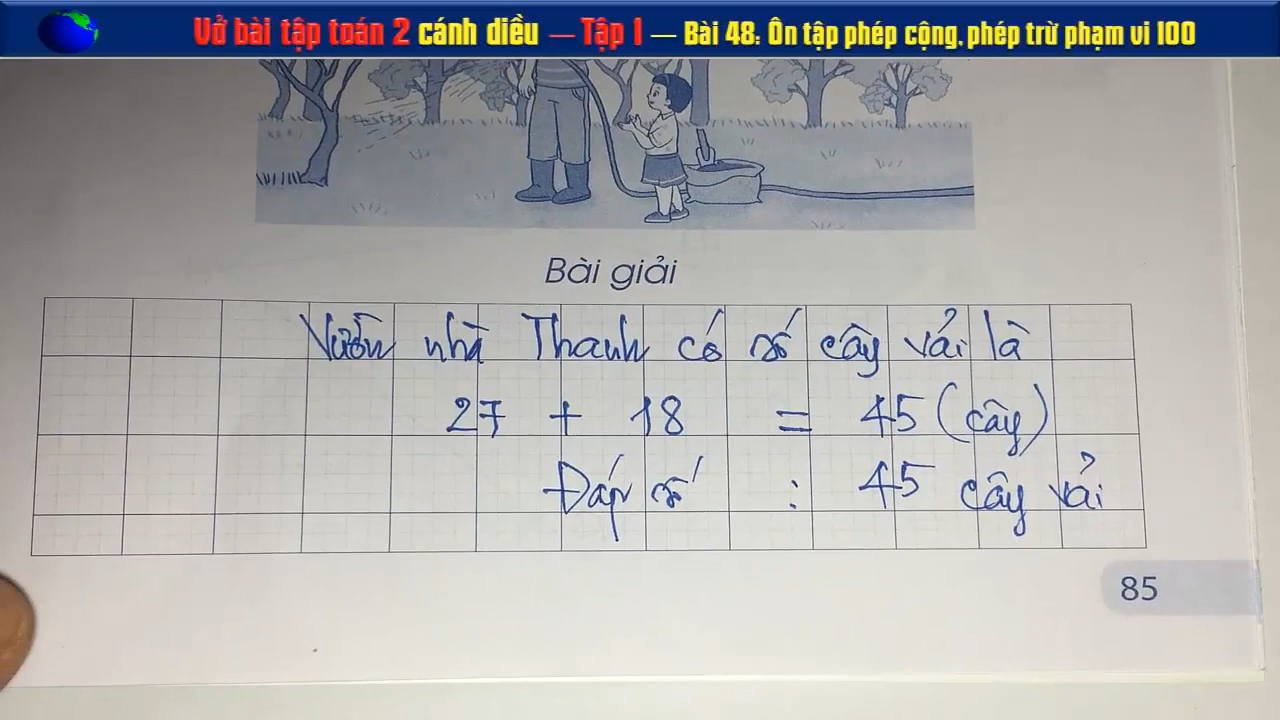 Vở bài tập toán 2 cánh diều — Tập 1 — Bài 48: Ôn tập phép cộng, phép trừ phạm vi 100
Bài giải
Vườn nhà Thanh có số cây vải là
27 + 18 = 45 (cây)
Đáp số : 45 cây vải
85